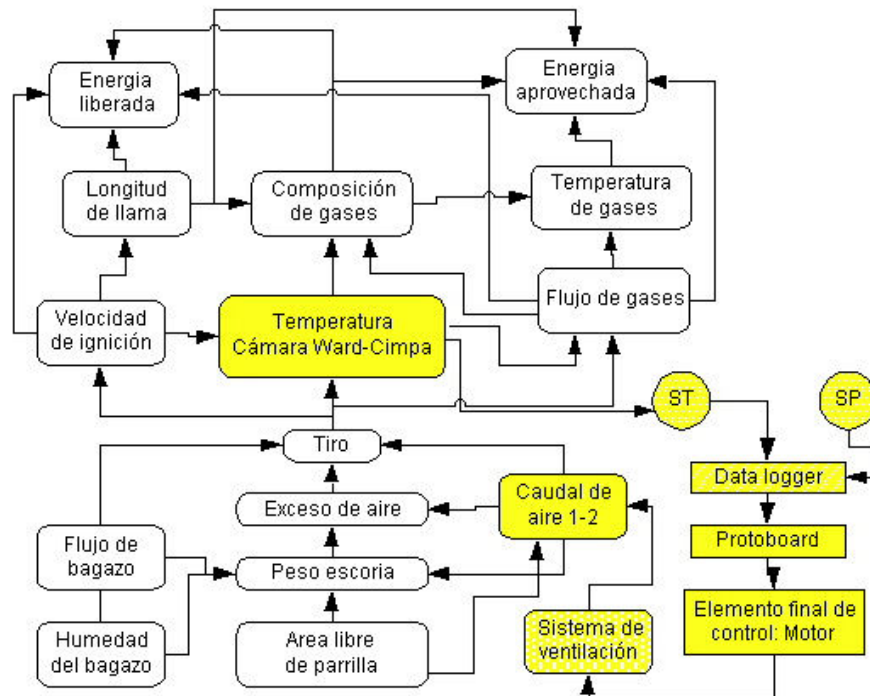 Energia
liberada
Energia
aprovechada
Longitud
de llama
Composición
de gases
Temperatura
de gases
Velocidad
de ignición
Temperatura
Cámara Ward-Cimpa
Flujo de gases
ST
SP
Tiro
Data logger
Exceso de aire
Caudal de
aire 1-2
Flujo de
bagazo
Peso escoria
Protoboard
Humedad
del bagazo
Area libre
de parrilla
Sistema de
ventilación
Elemento final de
control: Motor